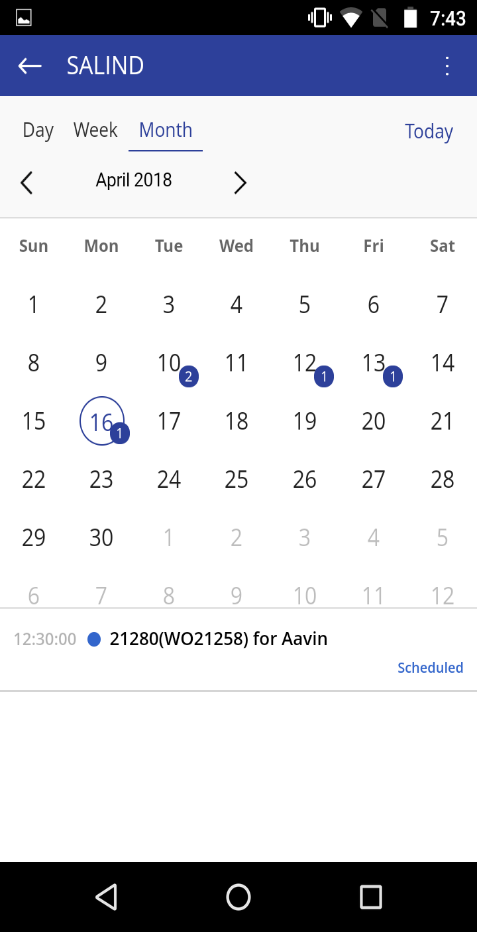 7:43
SALIND
Day Week Month Today
April 2018
Sun Mon Tue Wed Thu Fri Sat
1 2 3 4 5 6 7
8 9 10 2 11 12 1 13 1 14
15 16 1 17 18 19 20 21
22 23 24 25 26 27 28
29 30 1 2 3 4 5
6 7 8 9 10 11 12
12:30:00 21280(WO21258) for Aavin
Scheduled